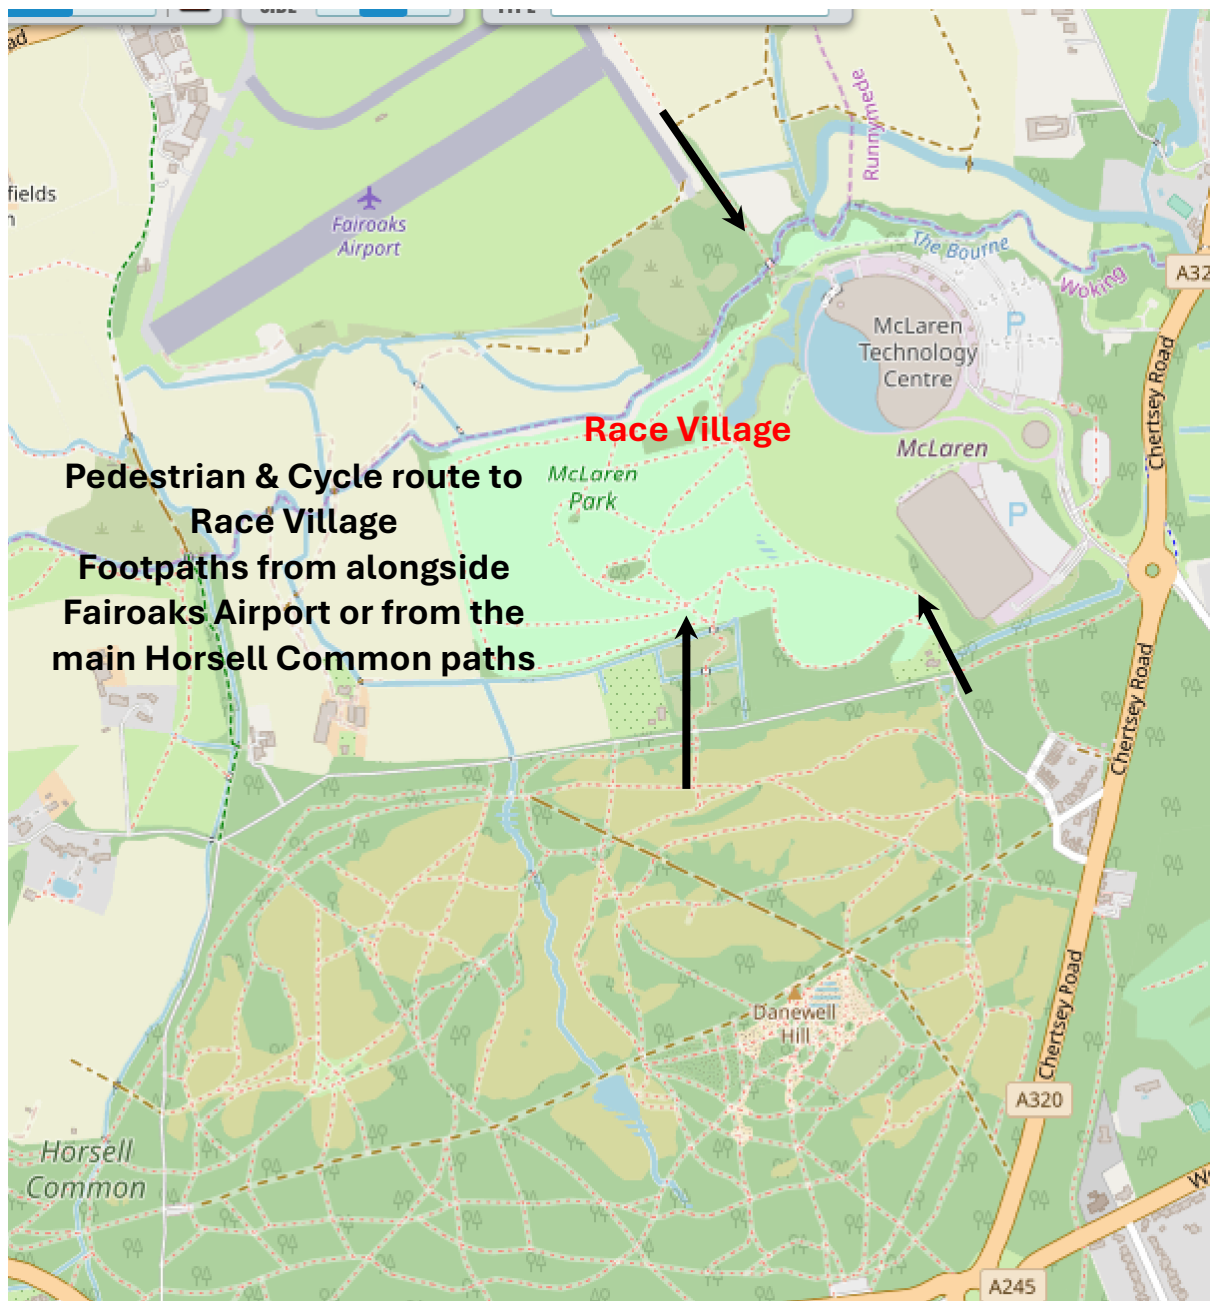 ad
fields
Fairoaks
Airport
Runnymede
The Bourne
Woking
A32
P
McLaren
Technology
Centre
Chertsey Road
Race Village
McLaren
McLaren
Park
P
Pedestrian & Cycle route to
Race Village
Footpaths from alongside
Fairoaks Airport or from the
main Horsell Common paths
Chertsey Road
Danewell
Hill
Chertsey Road
A320
Horsell
Common
A245